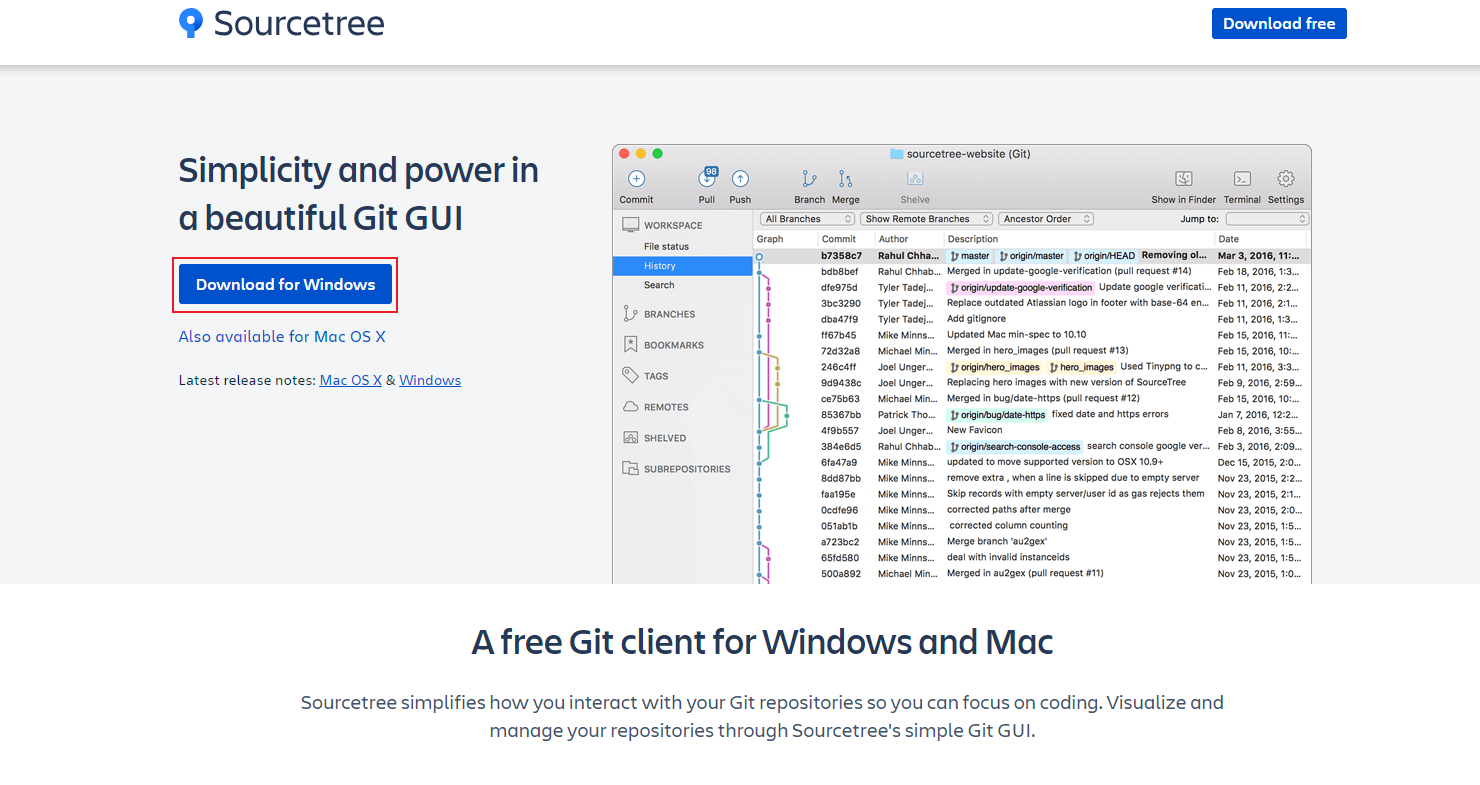 Sourcetree
Download free
Simplicity and power in
a beautiful Git GUI
Download for Windows
Also available for Mac OS X
Latest release notes: Mac OS X & Windows
sourcetree-website (Git)
98
Commit Pull Push Branch Merge Shelve Show in Finder Terminal Settings
All Branches Show Remote Branches Ancestor Order Jump to:
WORKSPACE
File status
History
Search
BRANCHES
BOOKMARKS
TAGS
REMOTES
SHELVED
SUBREPOSITORIES
Graph Commit Author Description Date
b7358c7 Rahul Chha... master origin/master origin/HEAD Removing ol... Mar 3, 2016, 11:...
bdb8bef Rahul Chhab... Merged in update-google-verification (pull request #14) Feb 18, 2016, 1:3...
dfe975d Tyler Tadej... origin/update-google-verification Update google verificati... Feb 11, 2016, 2:2...
3bc3290 Tyler Tadej... Replace outdated Atlassian logo in footer with base-64 en... Feb 11, 2016, 2:1...
dba47f9 Tyler Tadej... Add gitignore Feb 11, 2016, 1:3...
ff67b45 Mike Minns... Updated Mac min-spec to 10.10 Feb 15, 2016, 11:...
72d32a8 Michael Min... Merged in hero_images (pull request #13) Feb 15, 2016, 10:...
246c4ff Joel Unger... origin/hero_images hero_images Used Tinypng to c... Feb 11, 2016, 3:3...
9d9438c Joel Unger... Replacing hero images with new version of SourceTree Feb 9, 2016, 2:59...
ce75b63 Michael Min... Merged in bug/date-https (pull request #12) Feb 15, 2016, 10:...
85367bb Patrick Tho... origin/bug/date-https fixed date and https errors Jan 7, 2016, 12:2...
4f9b557 Joel Unger... New Favicon Feb 8, 2016, 3:55...
384e6d5 Rahul Chhab... origin/search-console-access search console google ver... Feb 3, 2016, 2:09...
6fa47a9 Mike Minns... updated to move supported version to OSX 10.9+ Dec 15, 2015, 2:0...
8dd87bb Mike Minns... remove extra , when a line is skipped due to empty server Nov 23, 2015, 2:2...
faa195e Mike Minns... Skip records with empty server/user id as gas rejects them Nov 23, 2015, 2:1...
0cdfe96 Mike Minns... corrected paths after merge Nov 23, 2015, 2:0...
051ab1b Mike Minns... corrected column counting Nov 23, 2015, 1:5...
a723bc2 Mike Minns... Merge branch 'au2gex' Nov 23, 2015, 1:5...
65fd580 Mike Minns... deal with invalid instanceids Nov 23, 2015, 1:5...
500a892 Michael Min... Merged in au2gex (pull request #11) Nov 23, 2015, 1:0...
A free Git client for Windows and Mac
Sourcetree simplifies how you interact with your Git repositories so you can focus on coding. Visualize and
manage your repositories through Sourcetree's simple Git GUI.